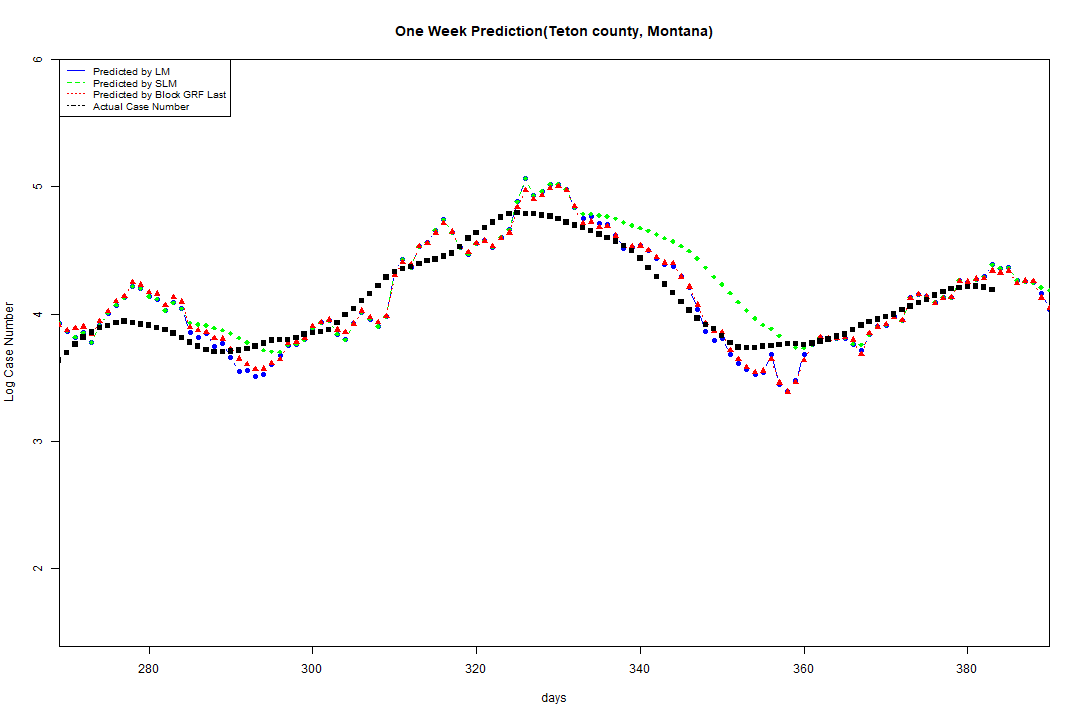 One Week Prediction(Teton county, Montana)
Predicted by LM
Predicted by SLM
Predicted by Block GRF Last
Actual Case Number
6
5
4
3
2
Log Case Number
280 300 320 340 360 380
days